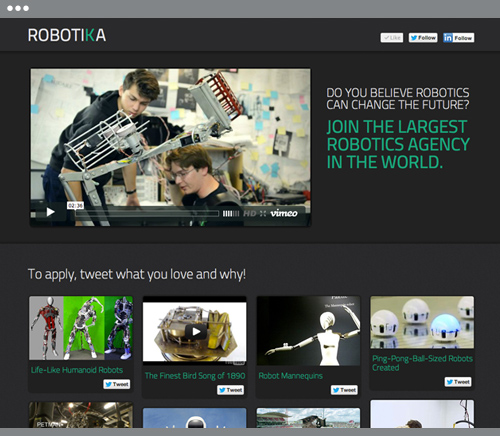 ROBOTIKA
Like
Follow
in Follow
DO YOU BELIEVE ROBOTICS
CAN CHANGE THE FUTURE?
JOIN THE LARGEST
ROBOTICS AGENCY
IN THE WORLD.
02:36
HD
vimeo
To apply, tweet what you love and why!
Life-Like Humanoid Robots
Tweet
The Finest Bird Song of 1890
Tweet
Robot Mannequins
Tweet
Ping-Pong-Ball-Sized Robots
Created
Tweet
PETMAN